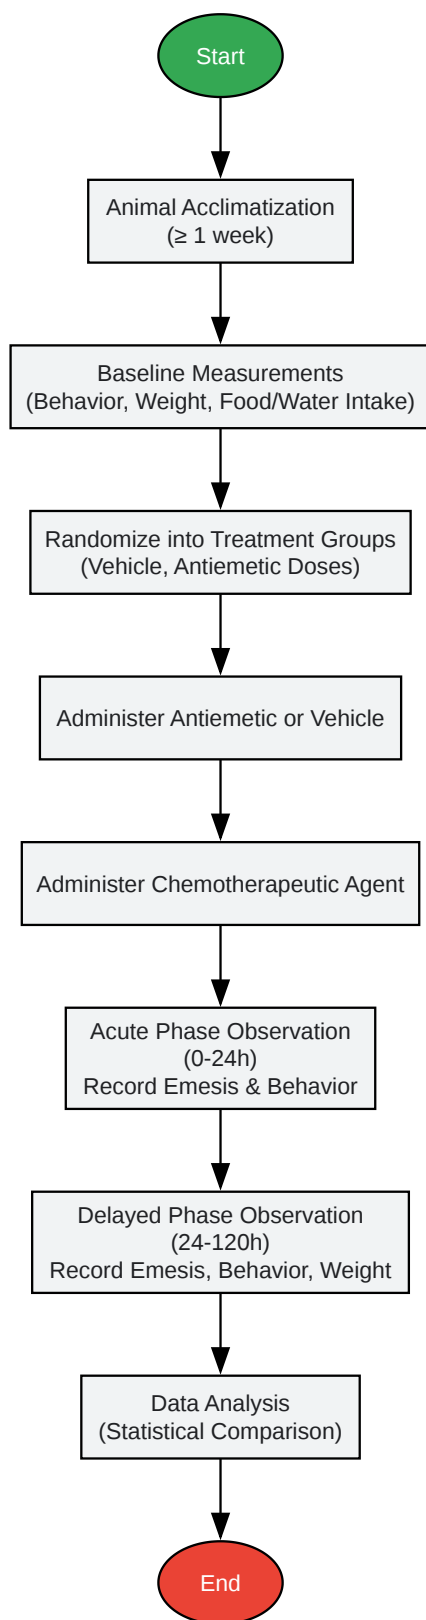 Start
Animal Acclimatization
(≥ 1 week)
Baseline Measurements
(Behavior, Weight, Food/Water Intake)
Randomize into Treatment Groups
(Vehicle, Antiemetic Doses)
Administer Antiemetic or Vehicle
Administer Chemotherapeutic Agent
Acute Phase Observation
(0-24h)
Record Emesis & Behavior
Delayed Phase Observation
(24-120h)
Record Emesis, Behavior, Weight
Data Analysis
(Statistical Comparison)
End